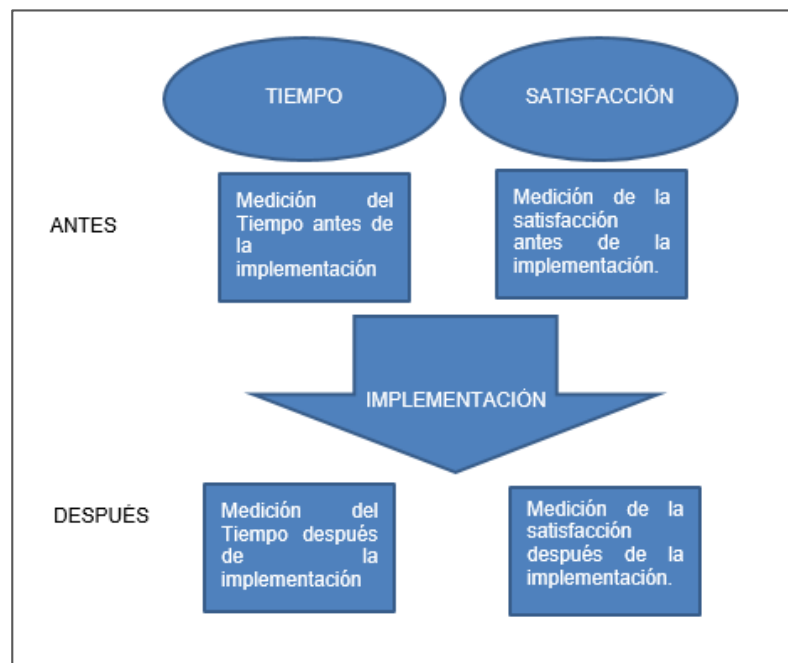 TIEMPO
SATISFACCIÓN
ANTES
Medición del
Tiempo antes de
la
implementación
Medición de la
satisfacción
antes de la
implementación.
IMPLEMENTACIÓN
DESPUÉS
Medición del
Tiempo después
de la
implementación
Medición de la
satisfacción
después de la
implementación.